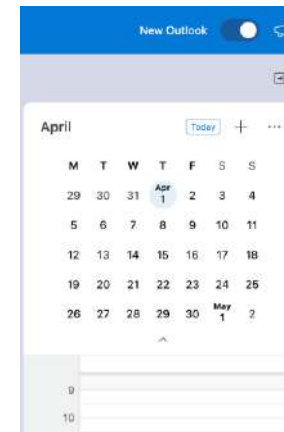 New Outlook
April Today
M T W T F S S
29 30 31 Apr 1 2 3 4
5 6 7 8 9 10 11
12 13 14 15 16 17 18
19 20 21 22 23 24 25
26 27 28 29 30 May 1 2
9
10